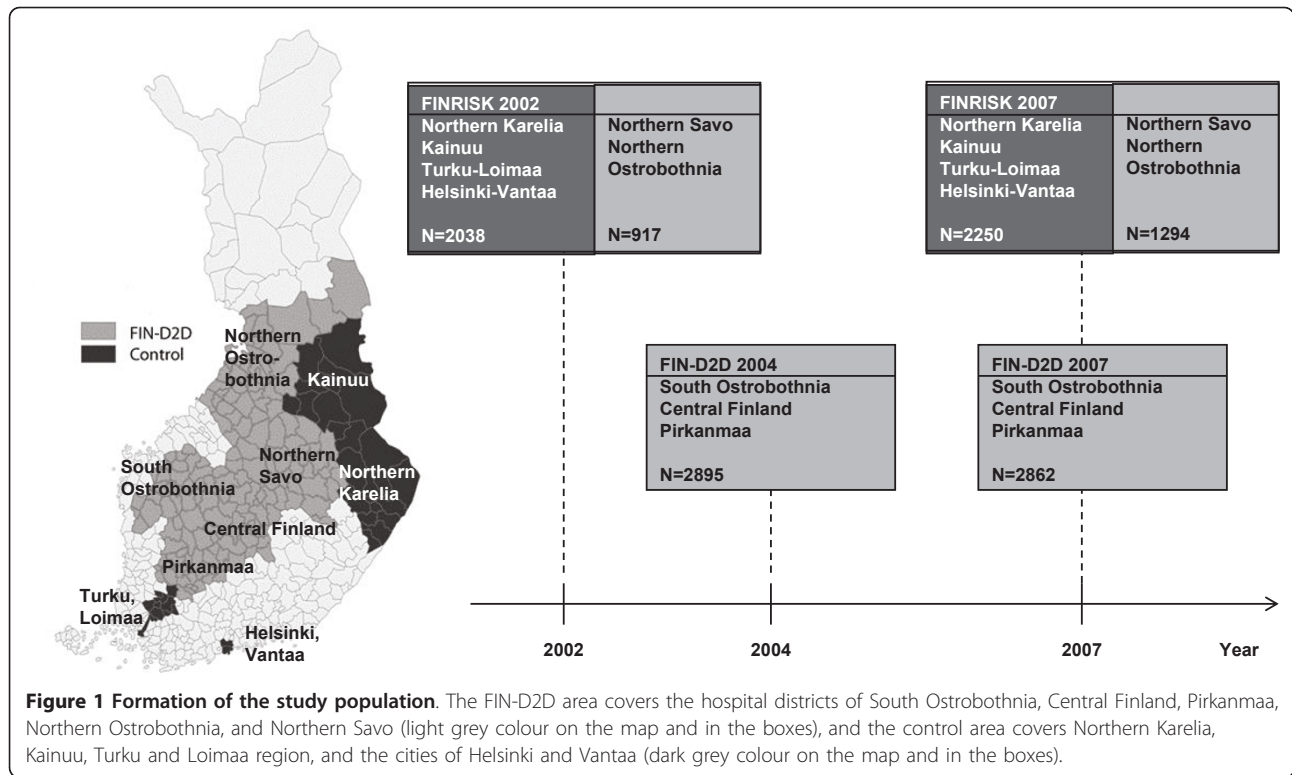 FINRISK 2002
Northern Karelia
Kainuu
Turku-Loimaa
Helsinki-Vantaa
N=2038
Northern Savo
Northern
Ostrobothnia
N=917
FINRISK 2007
Northern Karelia
Kainuu
Turku-Loimaa
Helsinki-Vantaa
N=2250
Northern Savo
Northern
Ostrobothnia
N=1294
FIN-D2D
Control
Northern
Ostro-
bothnia
Kainuu
South
Ostrobothnia
Northern
Savo
Northern
Karelia
Central Finland
Pirkanmaa
Turku,
Loimaa
Helsinki,
Vantaa
FIN-D2D 2004
South Ostrobothnia
Central Finland
Pirkanmaa
N=2895
FIN-D2D 2007
South Ostrobothnia
Central Finland
Pirkanmaa
N=2862
2002
2004
2007
Year
Figure 1 Formation of the study population. The FIN-D2D area covers the hospital districts of South Ostrobothnia, Central Finland, Pirkanmaa,
Northern Ostrobothnia, and Northern Savo (light grey colour on the map and in the boxes), and the control area covers Northern Karelia,
Kainuu, Turku and Loimaa region, and the cities of Helsinki and Vantaa (dark grey colour on the map and in the boxes).